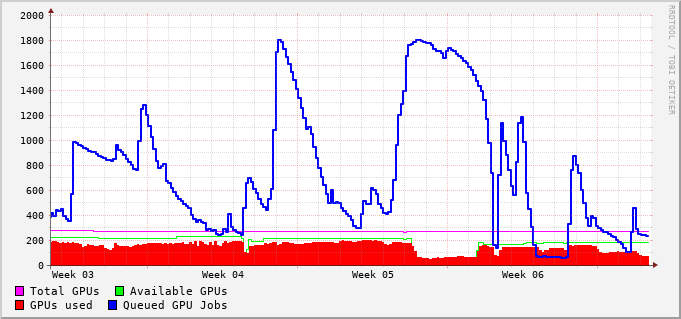 2000
1800
1600
1400
1200
1000
800
600
400
200
0
Week 03 Week 04 Week 05 Week 06
Total GPUs Available GPUs
GPUs used Queued GPU Jobs
RRDTOOL / TOBI OETIKER